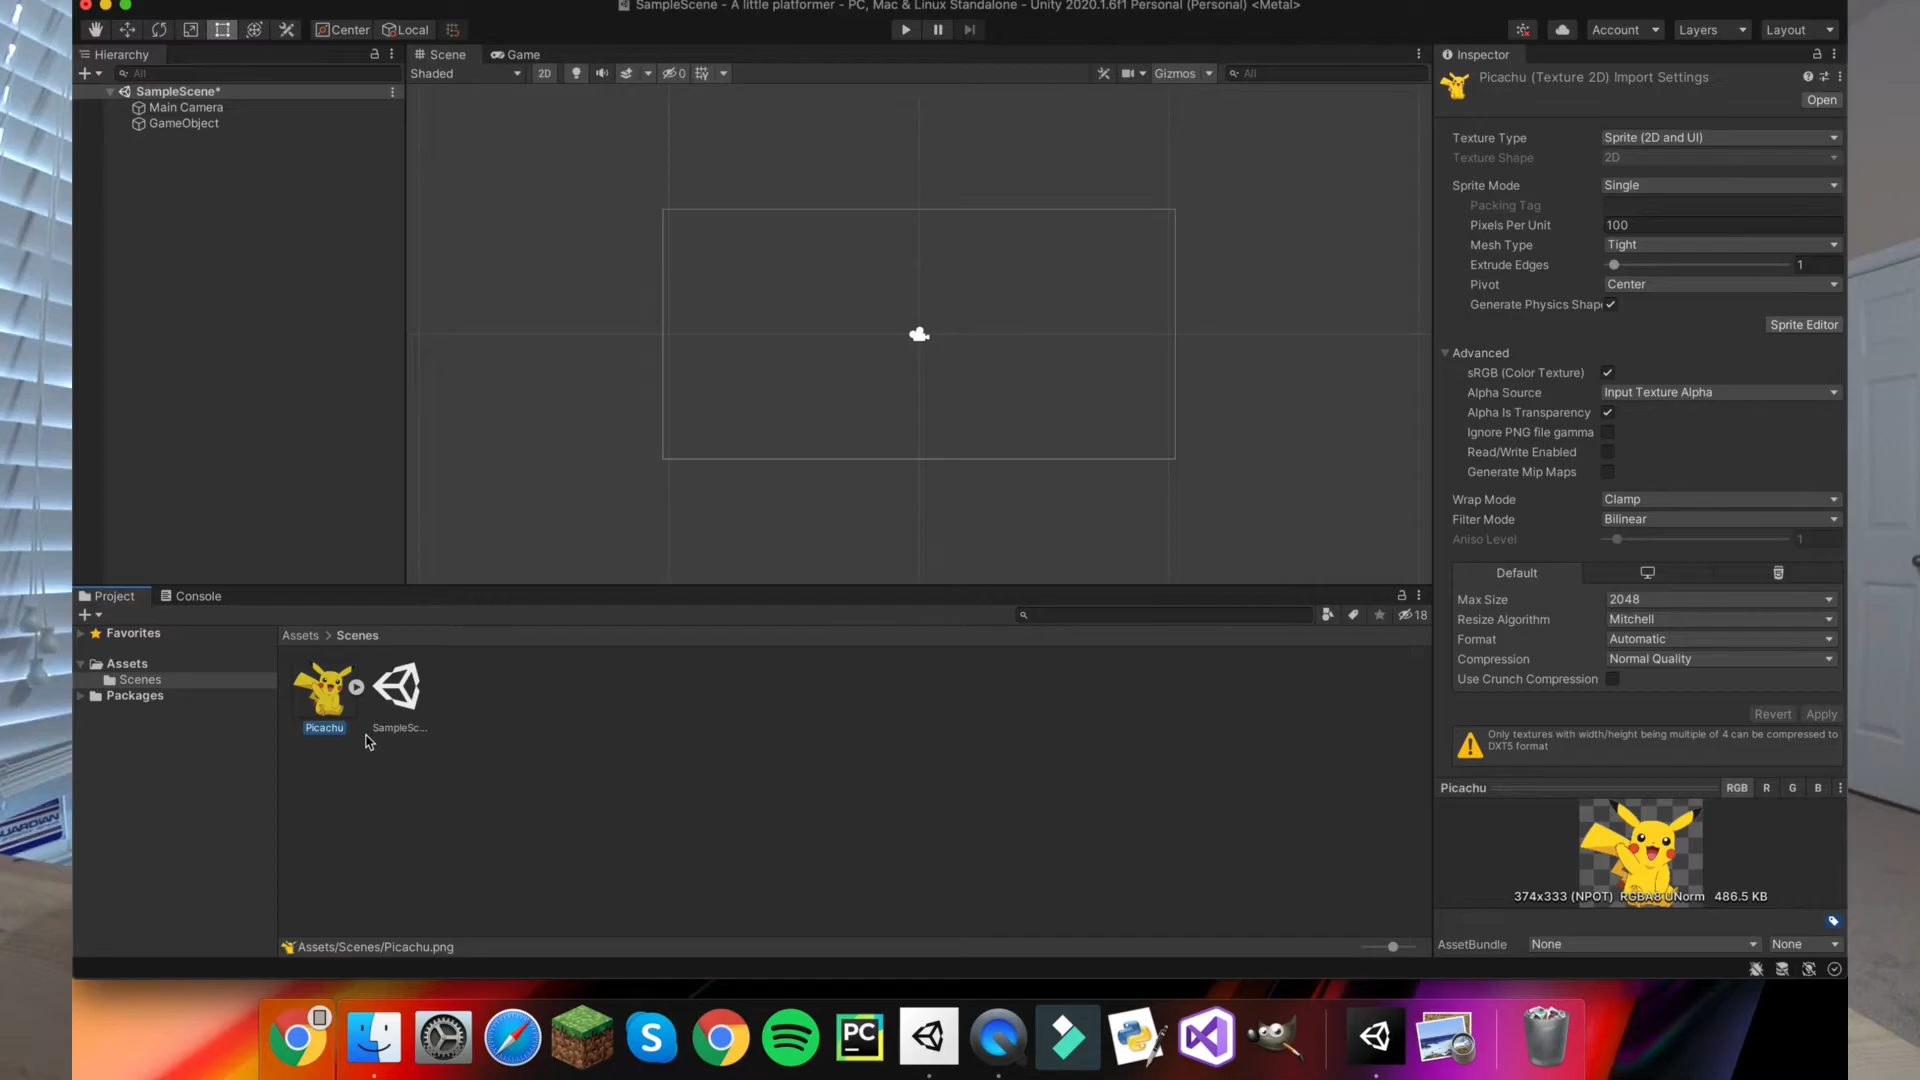 SampleScene - A little platformer - PC, Mac & Linux Standalone - Unity 2020.1.6f1 Personal (Personal) <Metal>
Center Local
Account Layers Layout
Hierarchy
All
SampleScene*
Main Camera
GameObject
Scene Game
Shaded 2D 0 Gizmos All
Inspector
Picachu (Texture 2D) Import Settings
Open
Texture Type Sprite (2D and UI)
Texture Shape 2D
Sprite Mode Single
Packing Tag
Pixels Per Unit 100
Mesh Type Tight
Extrude Edges 1
Pivot Center
Generate Physics Shape
Sprite Editor
Advanced
sRGB (Color Texture)
Alpha Source Input Texture Alpha
Alpha Is Transparency
Ignore PNG file gamma
Read/Write Enabled
Generate Mip Maps
Wrap Mode Clamp
Filter Mode Bilinear
Aniso Level 1
Default
Max Size 2048
Resize Algorithm Mitchell
Format Automatic
Compression Normal Quality
Use Crunch Compression
Revert Apply
Only textures with width/height being multiple of 4 can be compressed to
DXT5 format
Picachu RGB R G B
374x333 (NPOT) RGBA8 UNorm 486.5 KB
AssetBundle None None
Project Console
18
Favorites
Assets
Scenes
Packages
Assets > Scenes
Picachu
SampleSc...
Assets/Scenes/Picachu.png
PC
UARDIAN